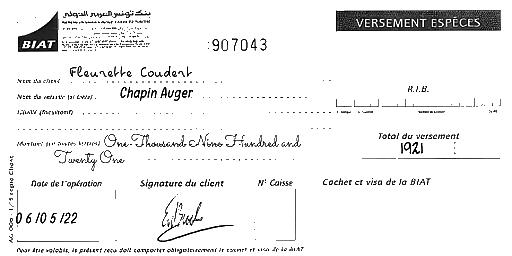 بنك تونس العربي الدولي
BIAT
907043
VERSEMENT ESPÈCES
Nom du client Fleurette Coudert
Nom du remettant (si tiers) Chapin Auger
R.I.B.
Libellé (facultatif)
Montant (en toutes lettres) One Thousand Nine Hundred and
Twenty One
Total du versement
1921
Date de l'opération Signature du client N° Caisse Cachet et visa de la BIAT
06/05/22
Pour être valable, le présent reçu doit comporter obligatoirement le cachet et visa de la BIAT